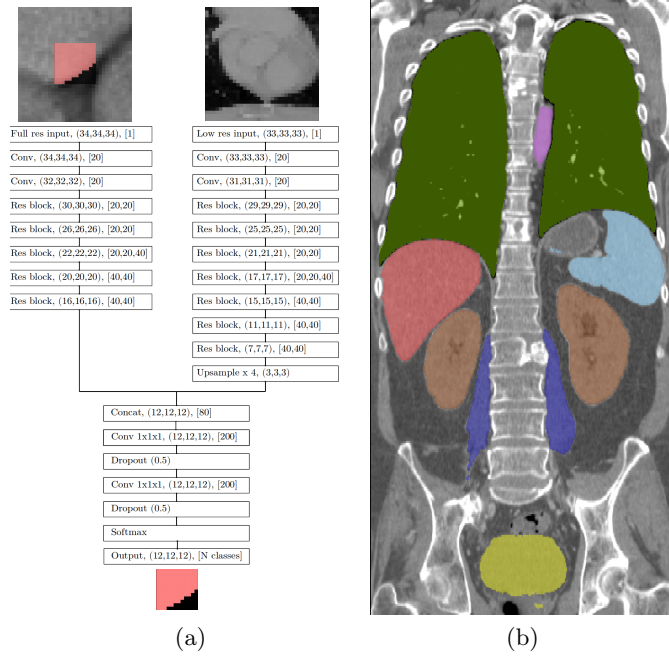 Full res input, (34,34,34), [1]
Conv, (34,34,34), [20]
Conv, (32,32,32), [20]
Res block, (30,30,30), [20,20]
Res block, (26,26,26), [20,20]
Res block, (22,22,22), [20,20,40]
Res block, (20,20,20), [40,40]
Res block, (16,16,16), [40,40]
Low res input, (33,33,33), [1]
Conv, (33,33,33), [20]
Conv, (31,31,31), [20]
Res block, (29,29,29), [20,20]
Res block, (25,25,25), [20,20]
Res block, (21,21,21), [20,20]
Res block, (17,17,17), [20,20,40]
Res block, (15,15,15), [40,40]
Res block, (11,11,11), [40,40]
Res block, (7,7,7), [40,40]
Upsample x 4, (3,3,3)
Concat, (12,12,12), [80]
Conv 1x1x1, (12,12,12), [200]
Dropout (0.5)
Conv 1x1x1, (12,12,12), [200]
Dropout (0.5)
Softmax
Output, (12,12,12), [N classes]
(a)
(b)